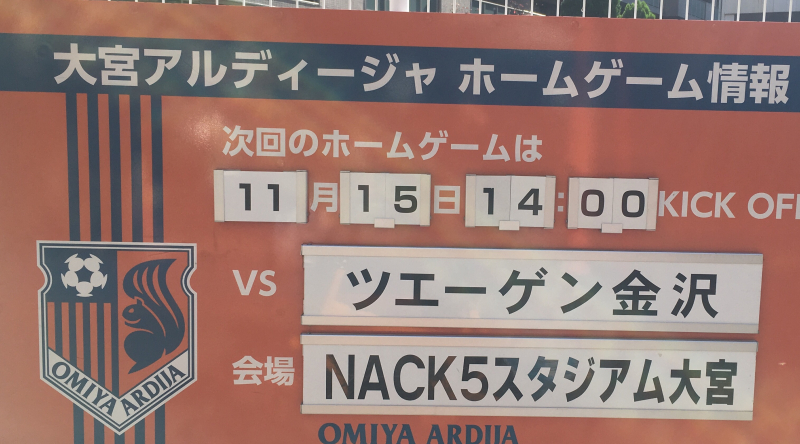 大宮アルディージャ ホームゲーム情報
次回のホームゲームは
11月15日14:00KICK OFF
VS ツエーゲン金沢
会場 NACK5スタジアム大宮
OMIYA ARDIJA
OMIYA ARDIJA